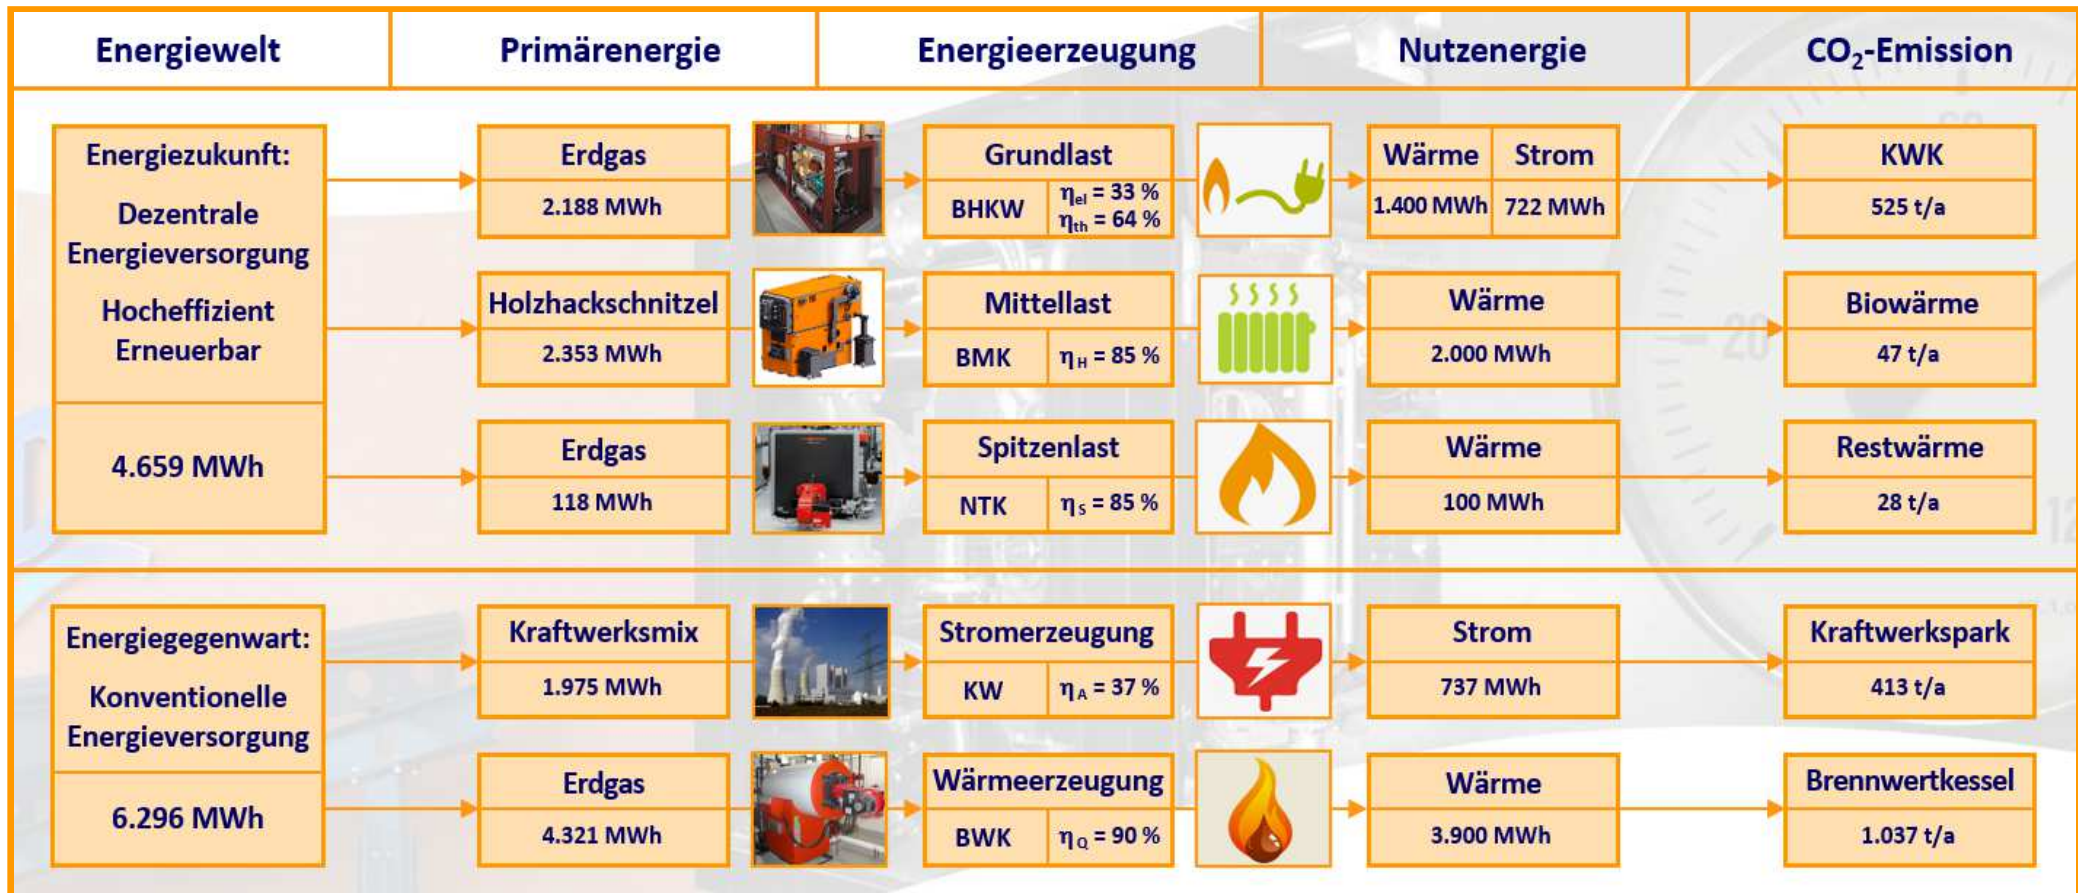 Energiewelt
Primärenergie
Energieerzeugung
Nutzenergie
CO₂-Emission
Energiezukunft:
Dezentrale
Energieversorgung
Hocheffizient
Erneuerbar
4.659 MWh
Erdgas
2.188 MWh
Grundlast
BHKW
ηel = 33 %
ηth = 64 %
Wärme
Strom
1.400 MWh
722 MWh
KWK
525 t/a
Holzhackschnitzel
2.353 MWh
Mittellast
BMK
ηH = 85 %
Wärme
2.000 MWh
Biowärme
47 t/a
Erdgas
118 MWh
Spitzenlast
NTK
ηS = 85 %
Wärme
100 MWh
Restwärme
28 t/a
Energiegegenwart:
Konventionelle
Energieversorgung
6.296 MWh
Kraftwerksmix
1.975 MWh
Stromerzeugung
KW
ηA = 37 %
Strom
737 MWh
Kraftwerkspark
413 t/a
Erdgas
4.321 MWh
Wärmeerzeugung
BWK
ηQ = 90 %
Wärme
3.900 MWh
Brennwertkessel
1.037 t/a
20